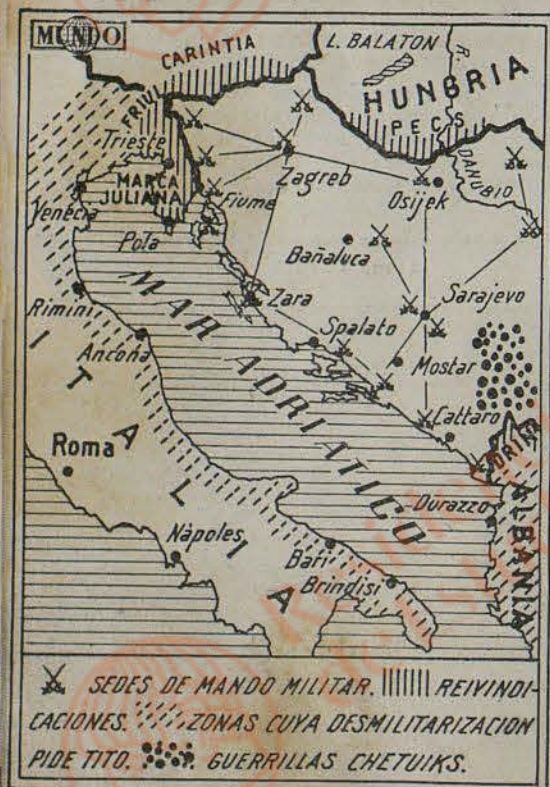 MUNDO
CARINTIA
L. BALATON
R.
HUNGRIA
PECS
DANUBIO
FRIUL
Trieste
MARCA
JULIANA
Venecia
Fiume
Pola
Zagreb
Osijek
Bañaluca
Zara
Sarajevo
Spalato
Mostar
Cattaro
Rimini
Ancona
MAR ADRIATICO
ITALIA
Roma
Nàpoles
Bari
Brindisi
Durazzo
ALBANIA
SEDES DE MANDO MILITAR. REIVINDI-
CACIONES. ZONAS CUYA DESMILITARIZACION
PIDE TITO. GUERRILLAS CHETUIKS.